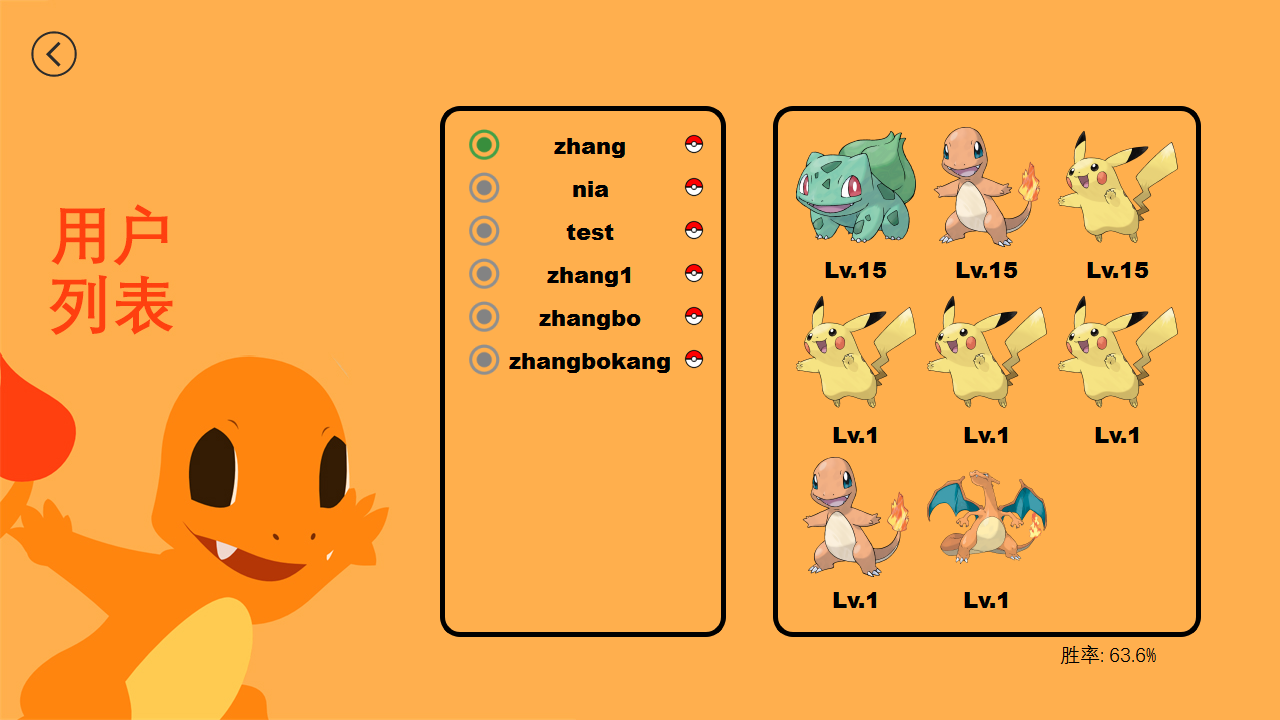 用户
列表
zhang
nia
test
zhang1
zhangbo
zhangbokang
Lv.15 Lv.15 Lv.15
Lv.1 Lv.1 Lv.1
Lv.1 Lv.1
胜率: 63.6%